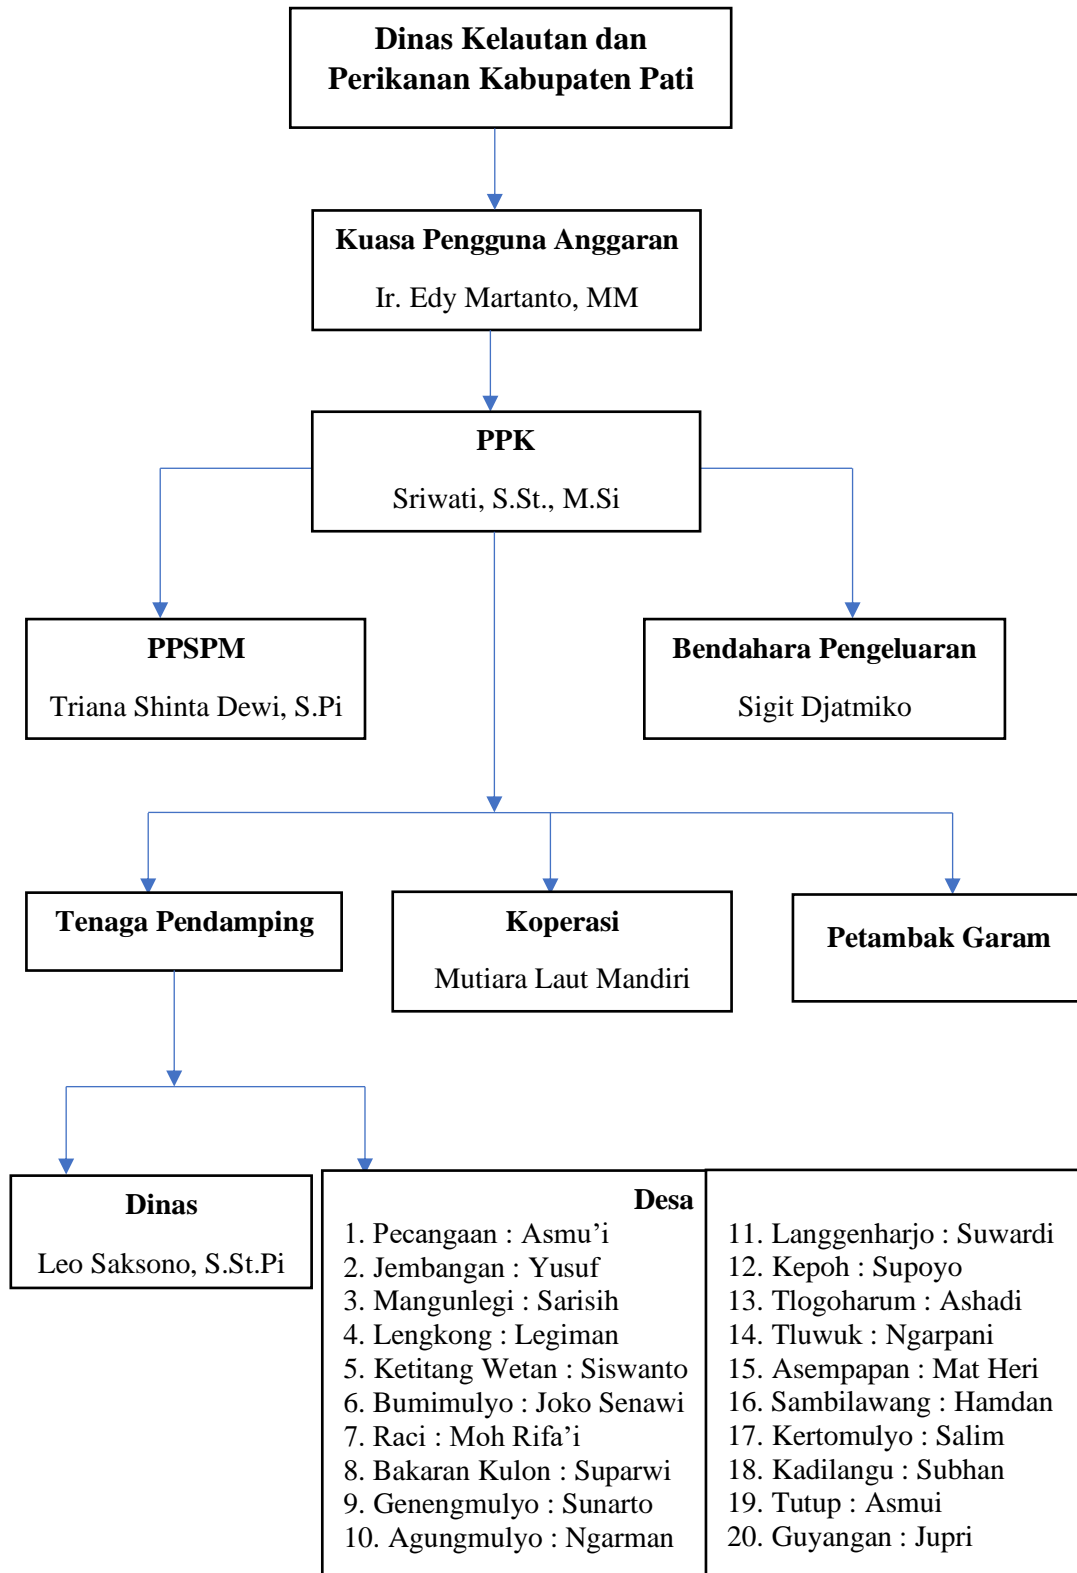 Dinas Kelautan dan
Perikanan Kabupaten Pati
Kuasa Pengguna Anggaran
Ir. Edy Martanto, MM
PPK
Sriwati, S.St., M.Si
PPSPM
Triana Shinta Dewi, S.Pi
Bendahara Pengeluaran
Sigit Djatmiko
Tenaga Pendamping
Koperasi
Mutiara Laut Mandiri
Petambak Garam
Dinas
Leo Saksono, S.St.Pi
Desa
1. Pecangaan : Asmu’i
2. Jembangan : Yusuf
3. Mangunlegi : Sarisih
4. Lengkong : Legiman
5. Ketitang Wetan : Siswanto
6. Bumimulyo : Joko Senawi
7. Raci : Moh Rifa’i
8. Bakaran Kulon : Suparwi
9. Genengmulyo : Sunarto
10. Agungmulyo : Ngarman
11. Langgenharjo : Suwardi
12. Kepoh : Supoyo
13. Tlogoharum : Ashadi
14. Tluwuk : Ngarpani
15. Asempapan : Mat Heri
16. Sambilawang : Hamdan
17. Kertomulyo : Salim
18. Kadilangu : Subhan
19. Tutup : Asmui
20. Guyangan : Jupri